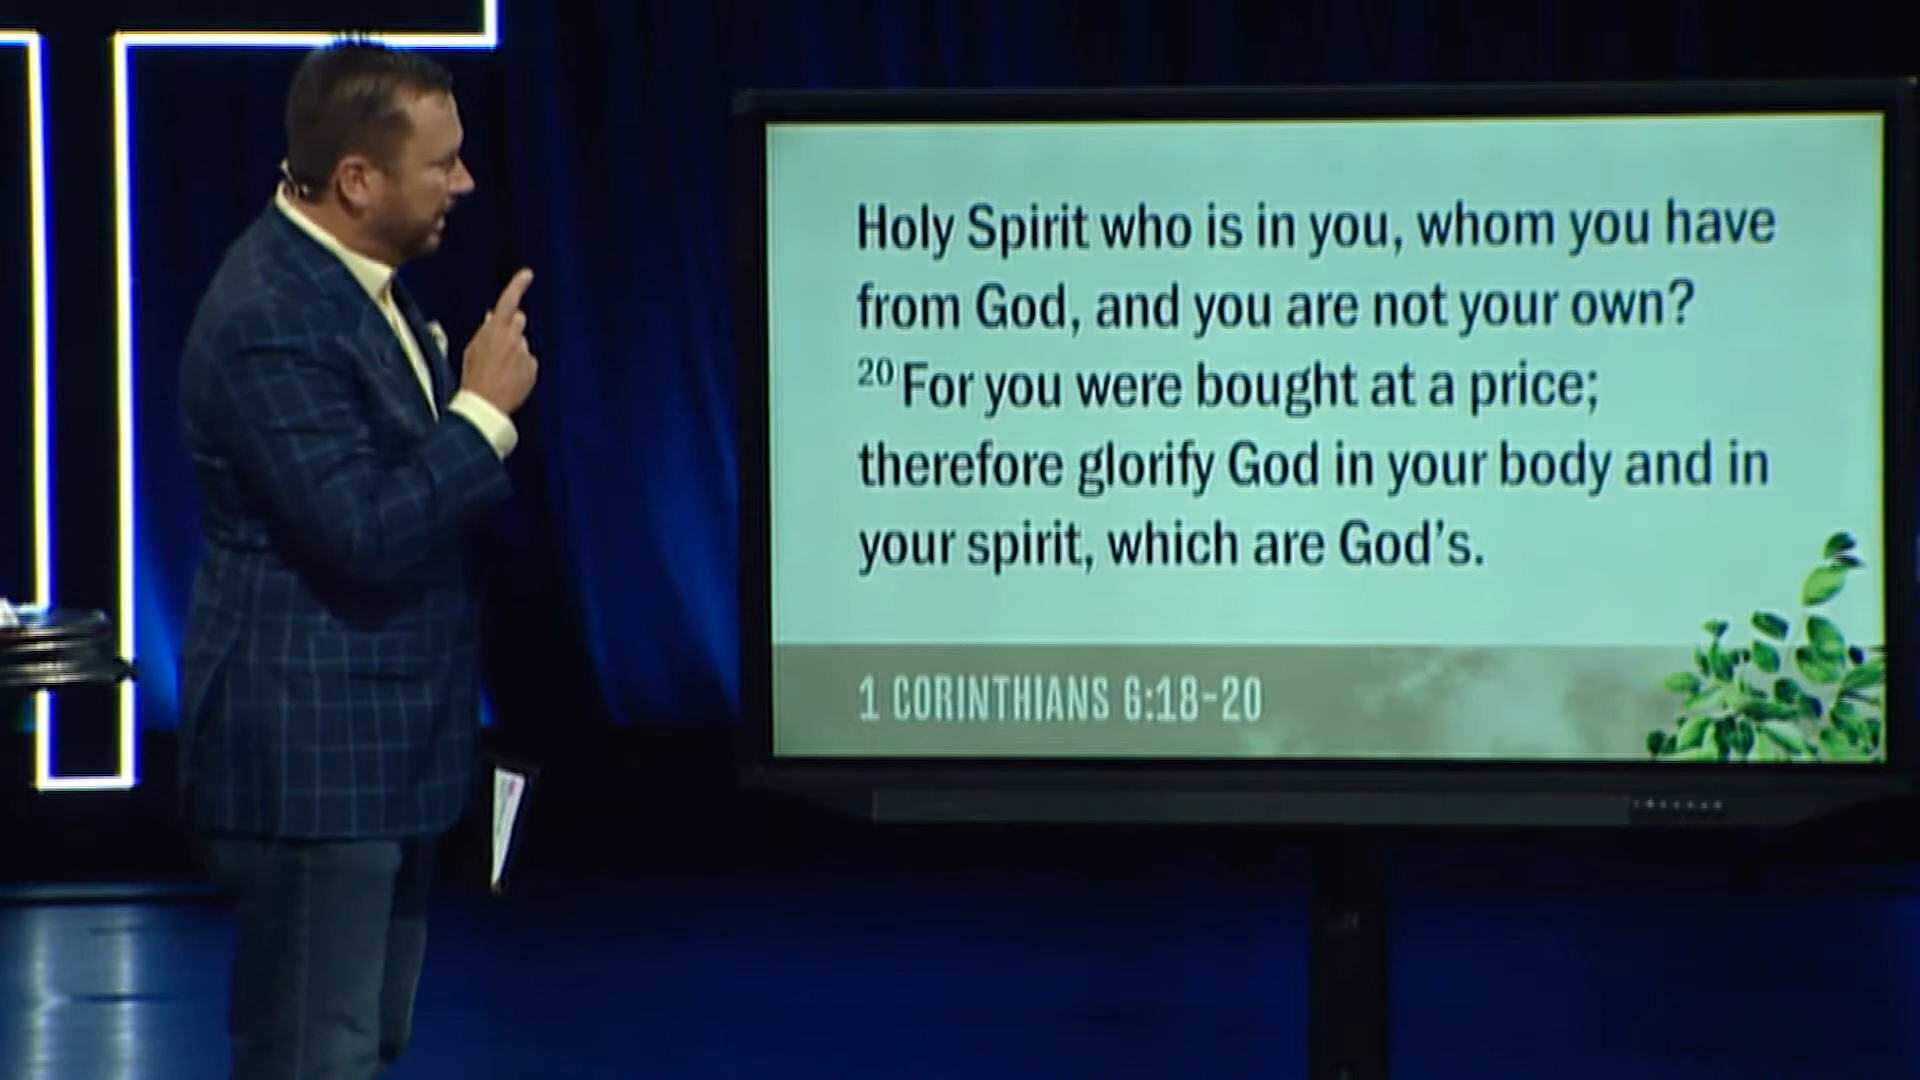 Holy Spirit who is in you, whom you have
from God, and you are not your own?
20 For you were bought at a price;
therefore glorify God in your body and in
your spirit, which are God's.
1 CORINTHIANS 6:18-20